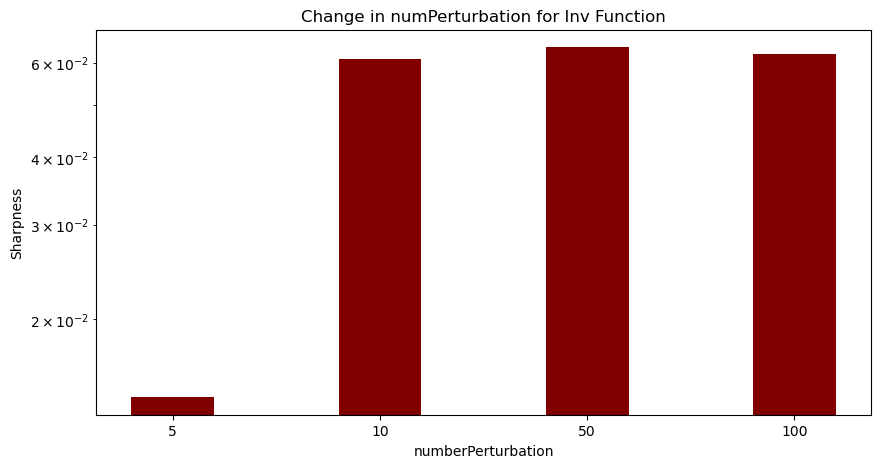 Change in numPerturbation for Inv Function
6 × 10⁻²
4 × 10⁻²
3 × 10⁻²
2 × 10⁻²
Sharpness
5 10 50 100
numberPerturbation